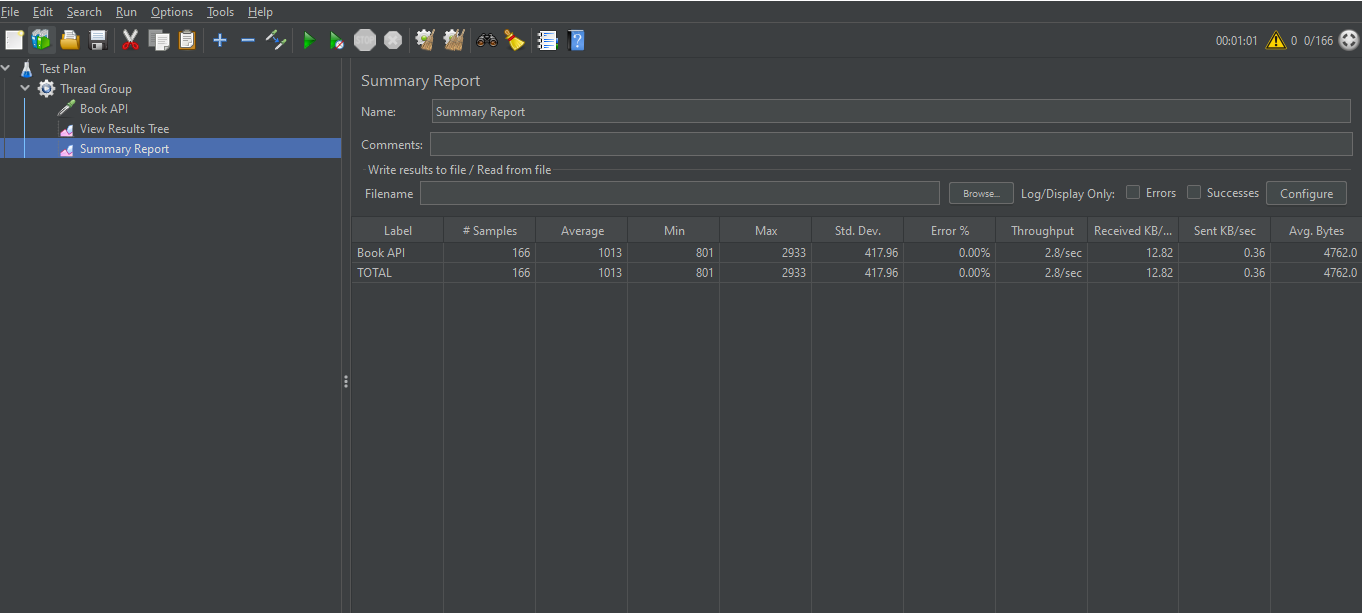 File Edit Search Run Options Tools Help
00:01:01 0 0/166
Test Plan
Thread Group
Book API
View Results Tree
Summary Report
Summary Report
Name: Summary Report
Comments:
Write results to file / Read from file
Filename Browse... Log/Display Only: Errors Successes Configure
Label # Samples Average Min Max Std. Dev. Error % Throughput Received KB/... Sent KB/sec Avg. Bytes
Book API 166 1013 801 2933 417.96 0.00% 2.8/sec 12.82 0.36 4762.0
TOTAL 166 1013 801 2933 417.96 0.00% 2.8/sec 12.82 0.36 4762.0